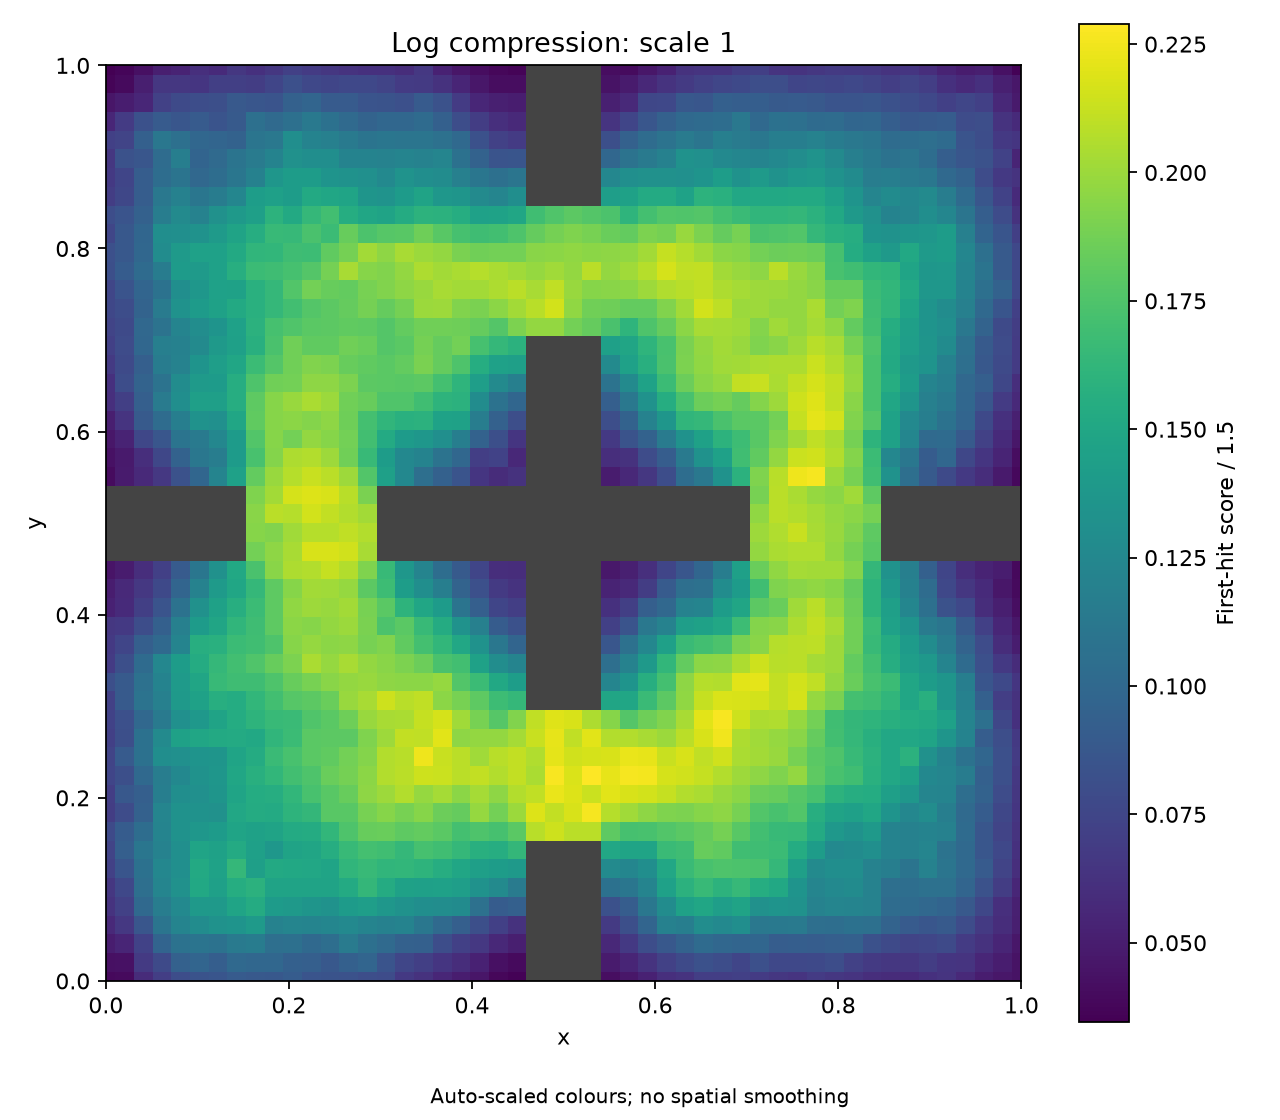 Log compression: scale 1
1.0
0.8
0.6
0.4
0.2
0.0
y
0.0 0.2 0.4 0.6 0.8 1.0
x
0.225
0.200
0.175
0.150
0.125
0.100
0.075
0.050
First-hit score / 1.5
Auto-scaled colours; no spatial smoothing